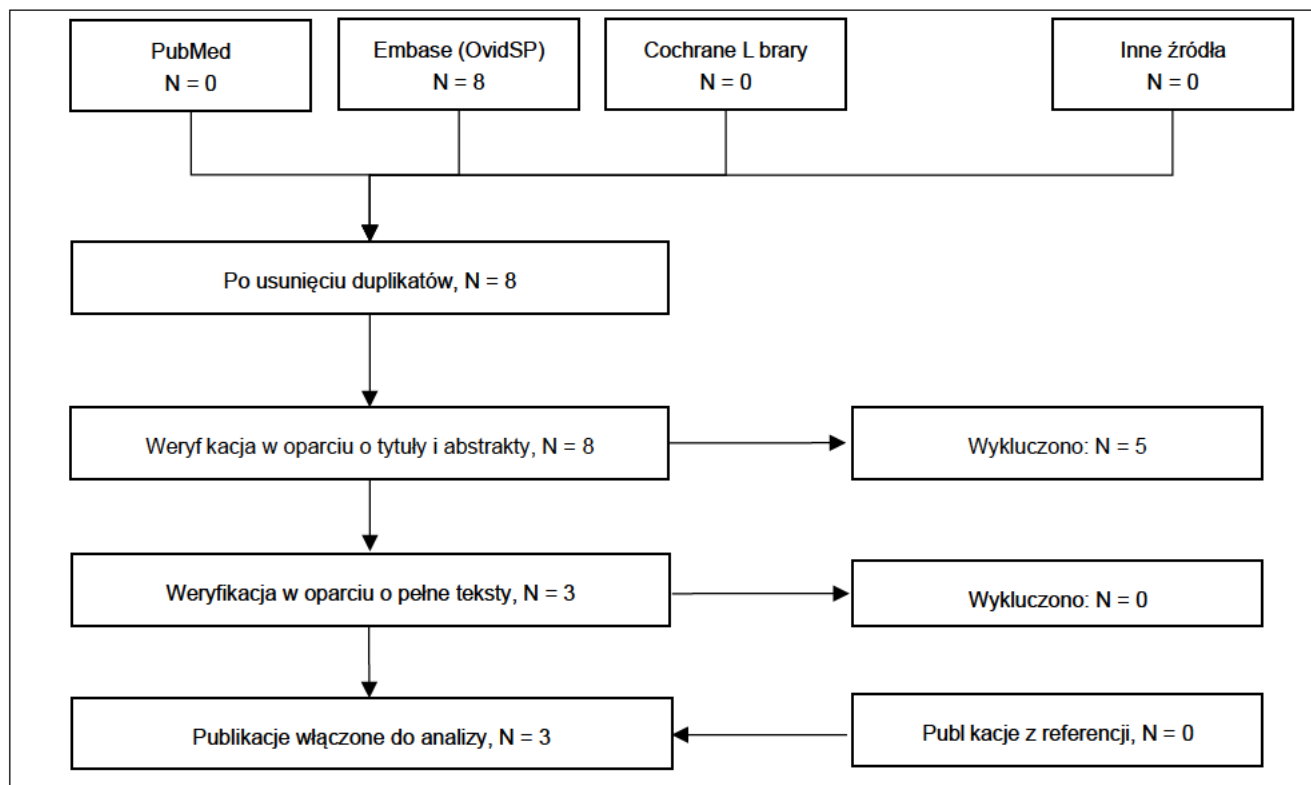 PubMed
N = 0
Embase (OvidSP)
N = 8
Cochrane L brary
N = 0
Inne źródła
N = 0
Po usunięciu duplikatów, N = 8
Weryf kacja w oparciu o tytuły i abstrakty, N = 8
Wykluczono: N = 5
Weryfikacja w oparciu o pełne teksty, N = 3
Wykluczono: N = 0
Publikacje włączone do analizy, N = 3
Publ kacje z referencji, N = 0